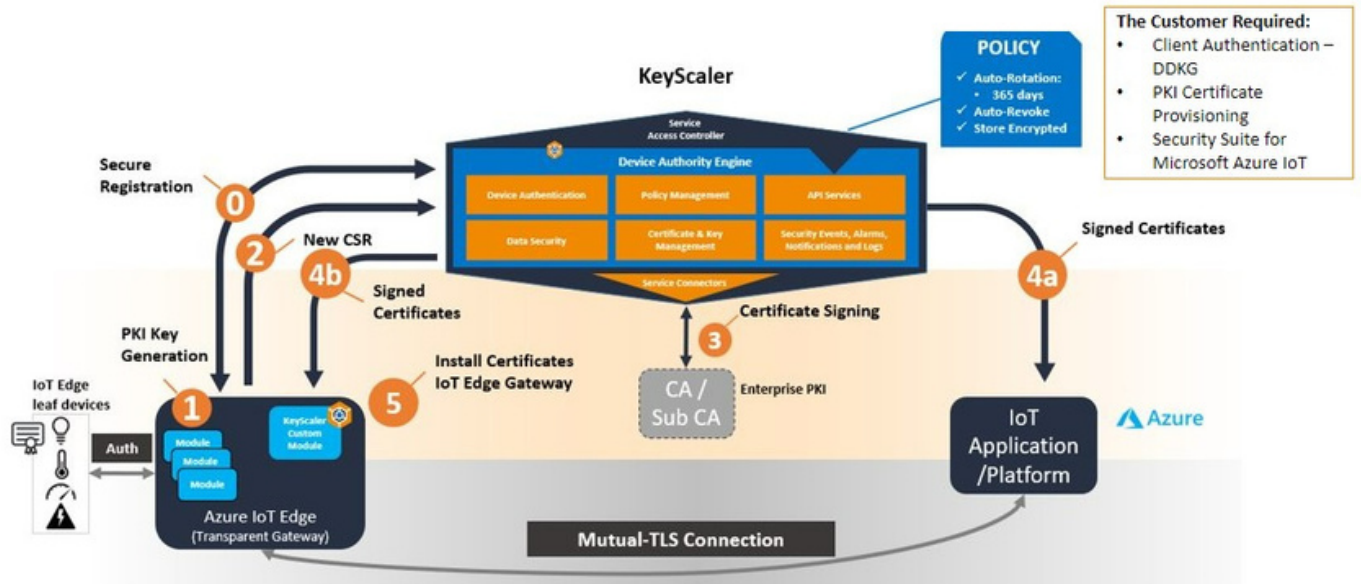 KeyScaler
POLICY
✓ Auto-Rotation:
• 365 days
✓ Auto-Revoke
✓ Store Encrypted
The Customer Required:
• Client Authentication –
DDKG
• PKI Certificate
Provisioning
• Security Suite for
Microsoft Azure IoT
Service
Access Controller
Device Authority Engine
Device Authentication
Policy Management
API Services
Data Security
Certificate & Key
Management
Security Events, Alarms,
Notifications and Logs
Service Connectors
Secure
Registration
0
2
New CSR
4b
Signed
Certificates
Signed Certificates
4a
PKI Key
Generation
1
5
Install Certificates
IoT Edge Gateway
3
Certificate Signing
CA /
Sub CA
Enterprise PKI
IoT Edge
leaf devices
Auth
Module
Module
Module
KeyScaler
Custom
Module
Azure IoT Edge
(Transparent Gateway)
IoT
Application
/Platform
Azure
Mutual-TLS Connection